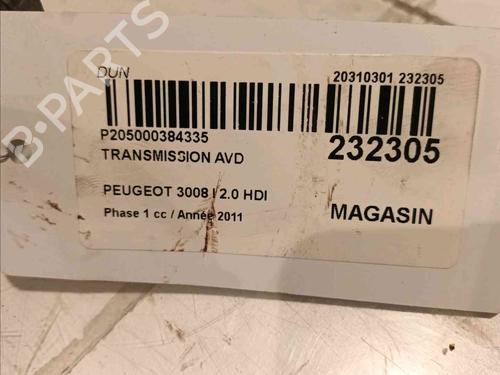 DUN
20310301 232305
P205000384335
232305
TRANSMISSION AVD
PEUGEOT 3008 I 2.0 HDI
Phase 1 cc / Année 2011
MAGASIN
B-PARTS